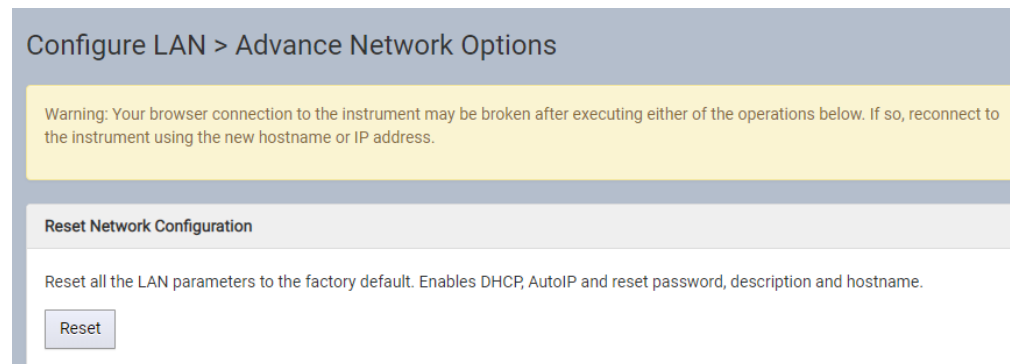 Configure LAN > Advance Network Options
Warning: Your browser connection to the instrument may be broken after executing either of the operations below. If so, reconnect to
the instrument using the new hostname or IP address.
Reset Network Configuration
Reset all the LAN parameters to the factory default. Enables DHCP, AutoIP and reset password, description and hostname.
Reset